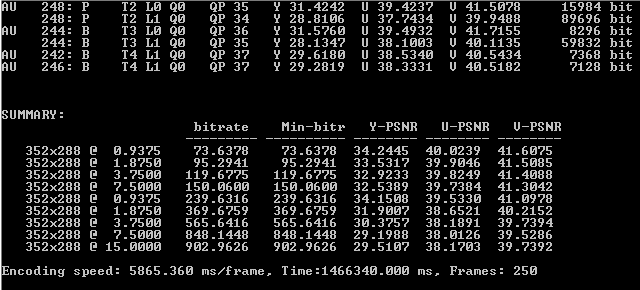 AU 248: P T2 L0 Q0 QP 35 Y 31.4242 U 39.4237 V 41.5078 15984 bit
AU 248: P T2 L1 Q0 QP 34 Y 28.8106 U 37.7434 V 39.9488 89696 bit
AU 244: B T3 L0 Q0 QP 36 Y 31.5760 U 39.4932 V 41.7155 8296 bit
AU 244: B T3 L1 Q0 QP 35 Y 28.1347 U 38.1003 V 40.1135 59832 bit
AU 242: B T4 L1 Q0 QP 37 Y 29.6180 U 38.5340 V 40.5434 7368 bit
AU 246: B T4 L1 Q0 QP 37 Y 29.2819 U 38.3331 V 40.5182 7128 bit
SUMMARY:
bitrate Min-bitr Y-PSNR U-PSNR V-PSNR
352x288 @ 0.9375 73.6378 73.6378 34.2445 40.0239 41.6075
352x288 @ 1.8750 95.2941 95.2941 33.5317 39.9046 41.5085
352x288 @ 3.7500 119.6775 119.6775 32.9233 39.8249 41.4088
352x288 @ 7.5000 150.0600 150.0600 32.5389 39.7384 41.3042
352x288 @ 0.9375 239.6316 239.6316 34.1508 39.5330 41.0978
352x288 @ 1.8750 369.6759 369.6759 31.9007 38.6521 40.2152
352x288 @ 3.7500 565.6416 565.6416 30.3757 38.1891 39.7394
352x288 @ 7.5000 848.1448 848.1448 29.1988 38.0126 39.5286
352x288 @ 15.0000 902.9626 902.9626 29.5107 38.1703 39.7392
Encoding speed: 5865.360 ms/frame, Time:1466340.000 ms, Frames: 250